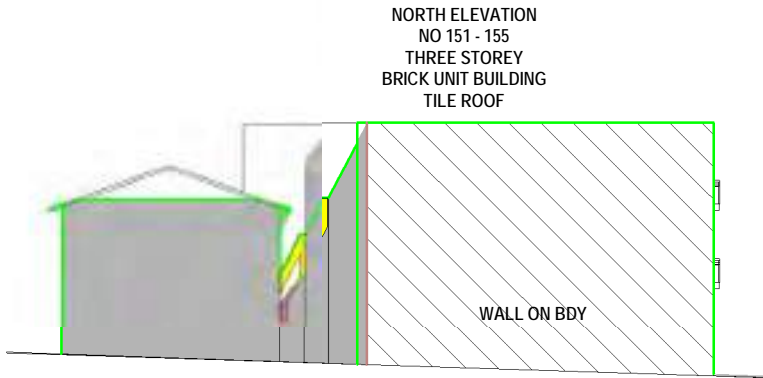 NORTH ELEVATION
NO 151 - 155
THREE STOREY
BRICK UNIT BUILDING
TILE ROOF
WALL ON BDY